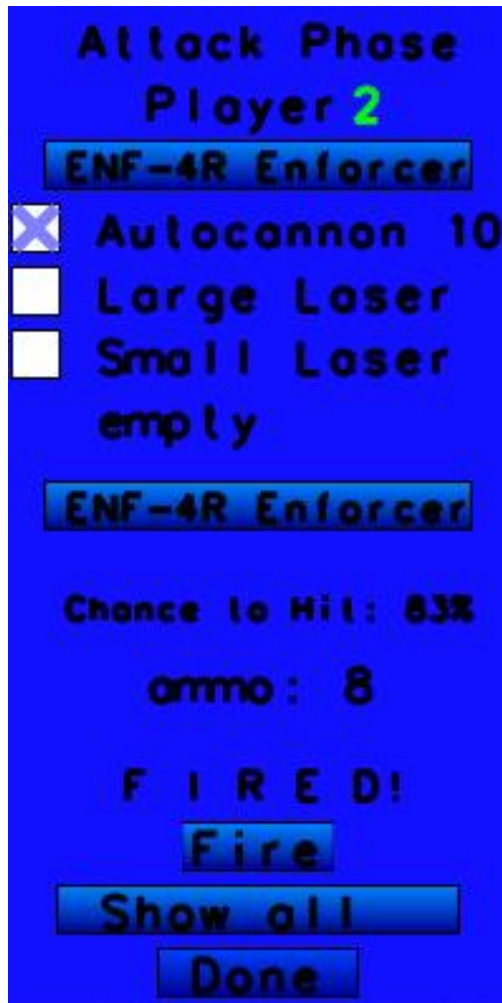 Attack Phase
Player 2
ENF-4R Enforcer
Autocannon 10
Large Laser
Small Laser
empty
ENF-4R Enforcer
Chance to Hit: 83%
ammo: 8
FIRED!
Fire
Show all
Done